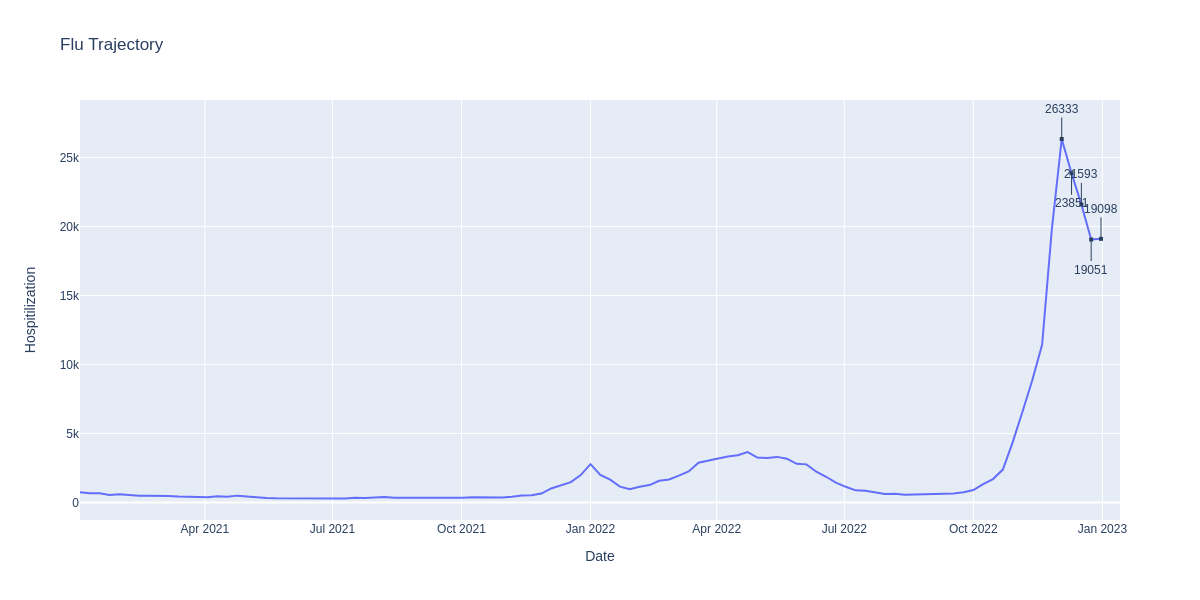 Flu Trajectory
26333
25k
21593
23851
19098
20k
19051
15k
10k
5k
0
Hospitilization
Apr 2021
Jul 2021
Oct 2021
Jan 2022
Apr 2022
Jul 2022
Oct 2022
Jan 2023
Date